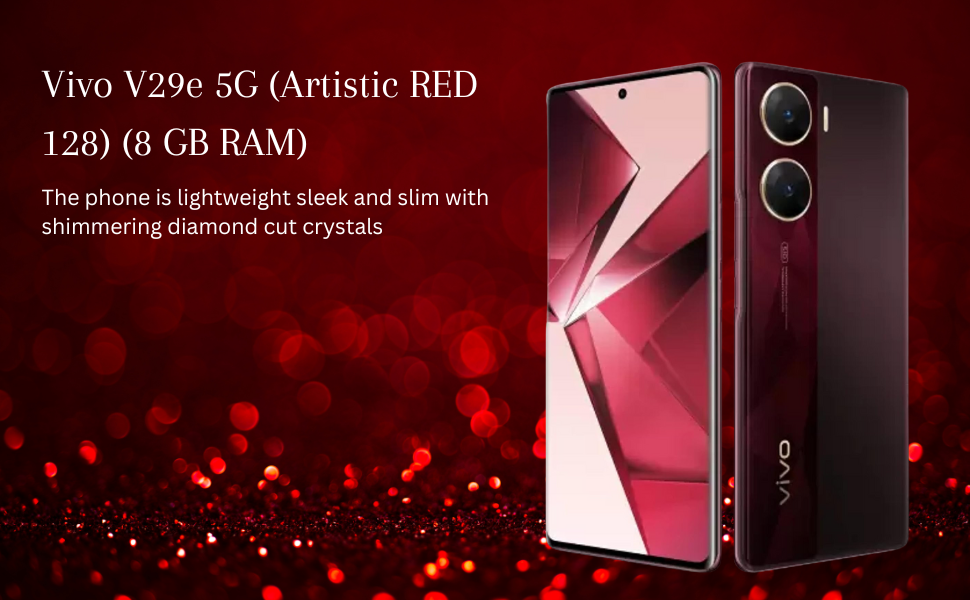 Vivo V29e 5G (Artistic RED
128) (8 GB RAM)
The phone is lightweight sleek and slim with
shimmering diamond cut crystals
vivo